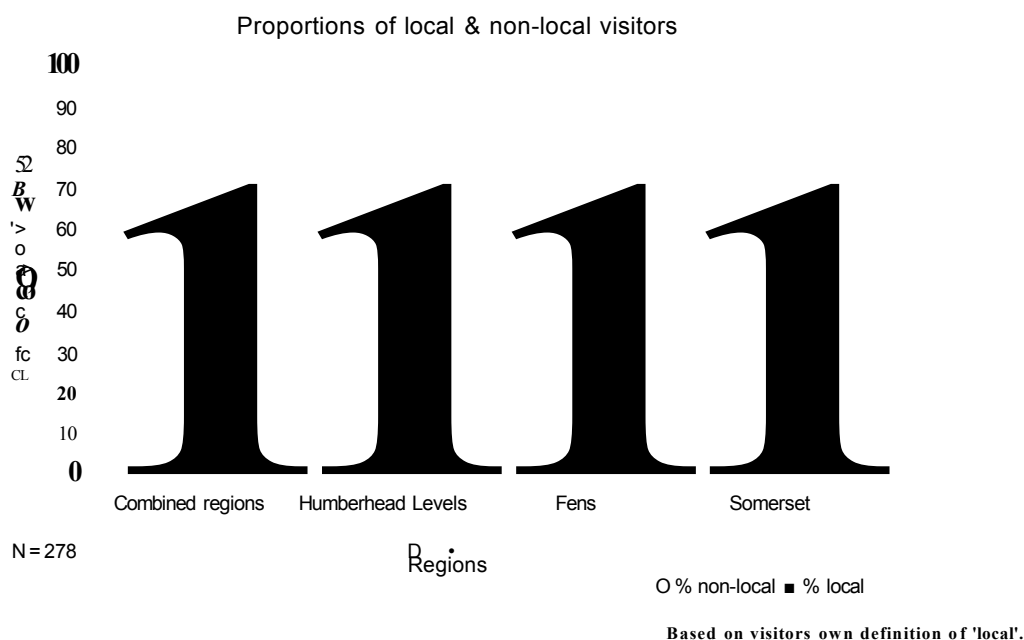 Proportions of local & non-local visitors
100
90
80
70
60
50
40
30
20
10
0
1111
Combined regions Humberhead Levels Fens Somerset
N = 278
D •
Regions
O % non-local ■ % local
Based on visitors own definition of 'local'.